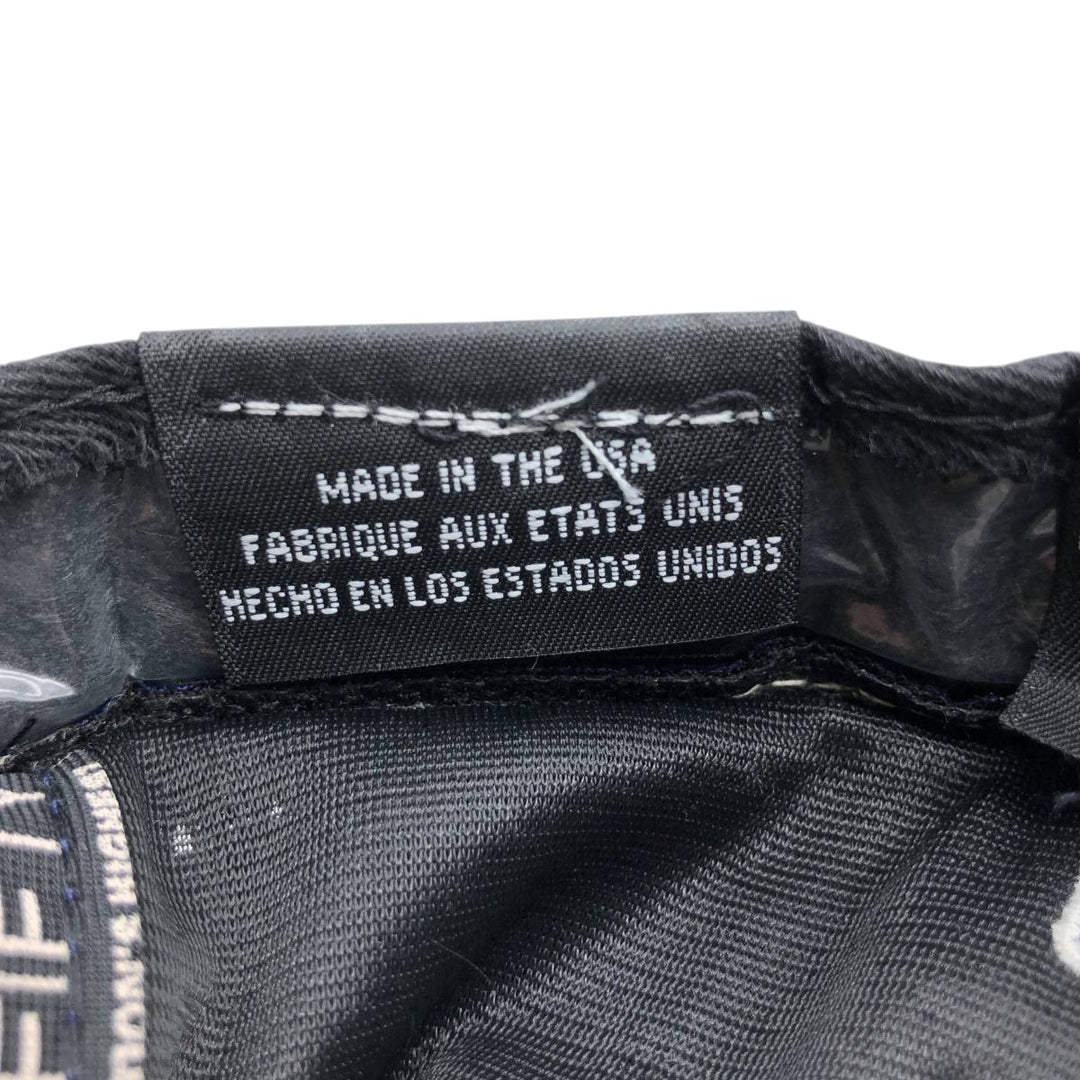 MADE IN THE USA
FABRIQUE AUX ETATS UNIS
HECHO EN LOS ESTADOS UNIDOS